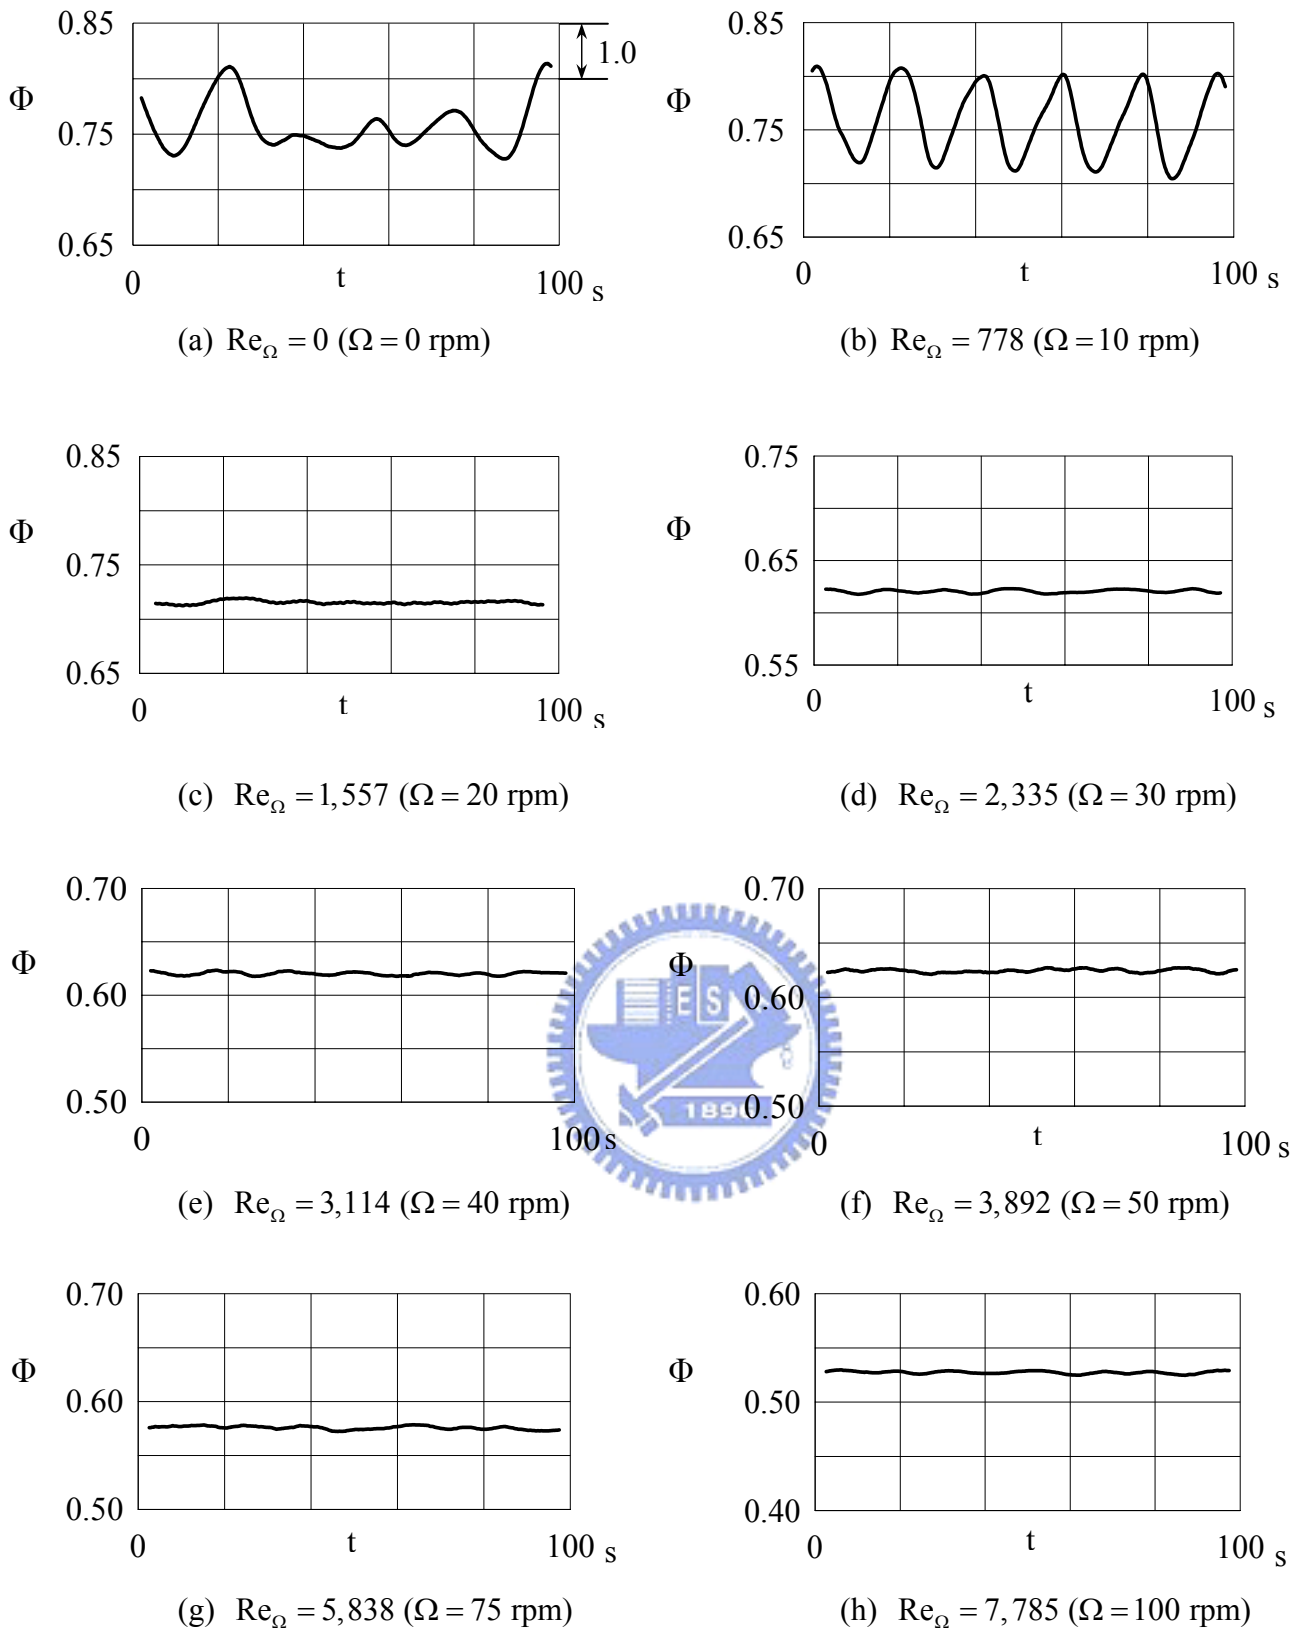 0.85
1.0
Φ
0.75
0.65
0 t 100 s
(a) Re_Ω = 0 (Ω = 0 rpm)
0.85
Φ
0.75
0.65
0 t 100 s
(b) Re_Ω = 778 (Ω = 10 rpm)
0.85
Φ
0.75
0.65
0 t 100 s
(c) Re_Ω = 1,557 (Ω = 20 rpm)
0.75
Φ
0.65
0.55
0 t 100 s
(d) Re_Ω = 2,335 (Ω = 30 rpm)
0.70
Φ
0.60
0.50
0 100 s
(e) Re_Ω = 3,114 (Ω = 40 rpm)
0.70
Φ
0.60
0.50
0 t 100 s
(f) Re_Ω = 3,892 (Ω = 50 rpm)
E S
1896
0.70
Φ
0.60
0.50
0 t 100 s
(g) Re_Ω = 5,838 (Ω = 75 rpm)
0.60
Φ
0.50
0.40
0 t 100 s
(h) Re_Ω = 7,785 (Ω = 100 rpm)